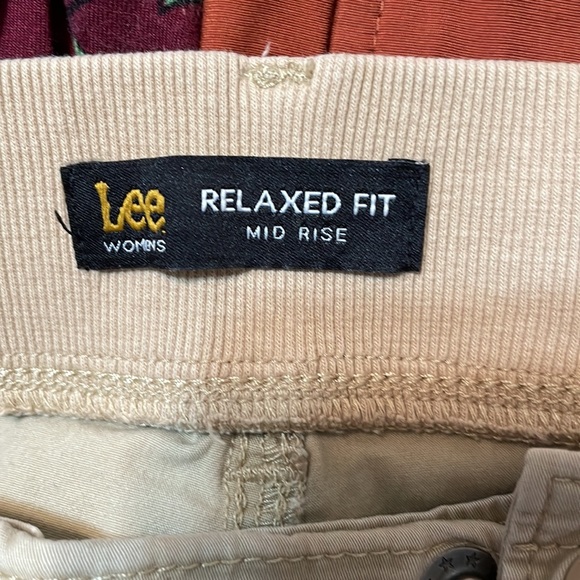 Lee
WOMENS
RELAXED FIT
MID RISE